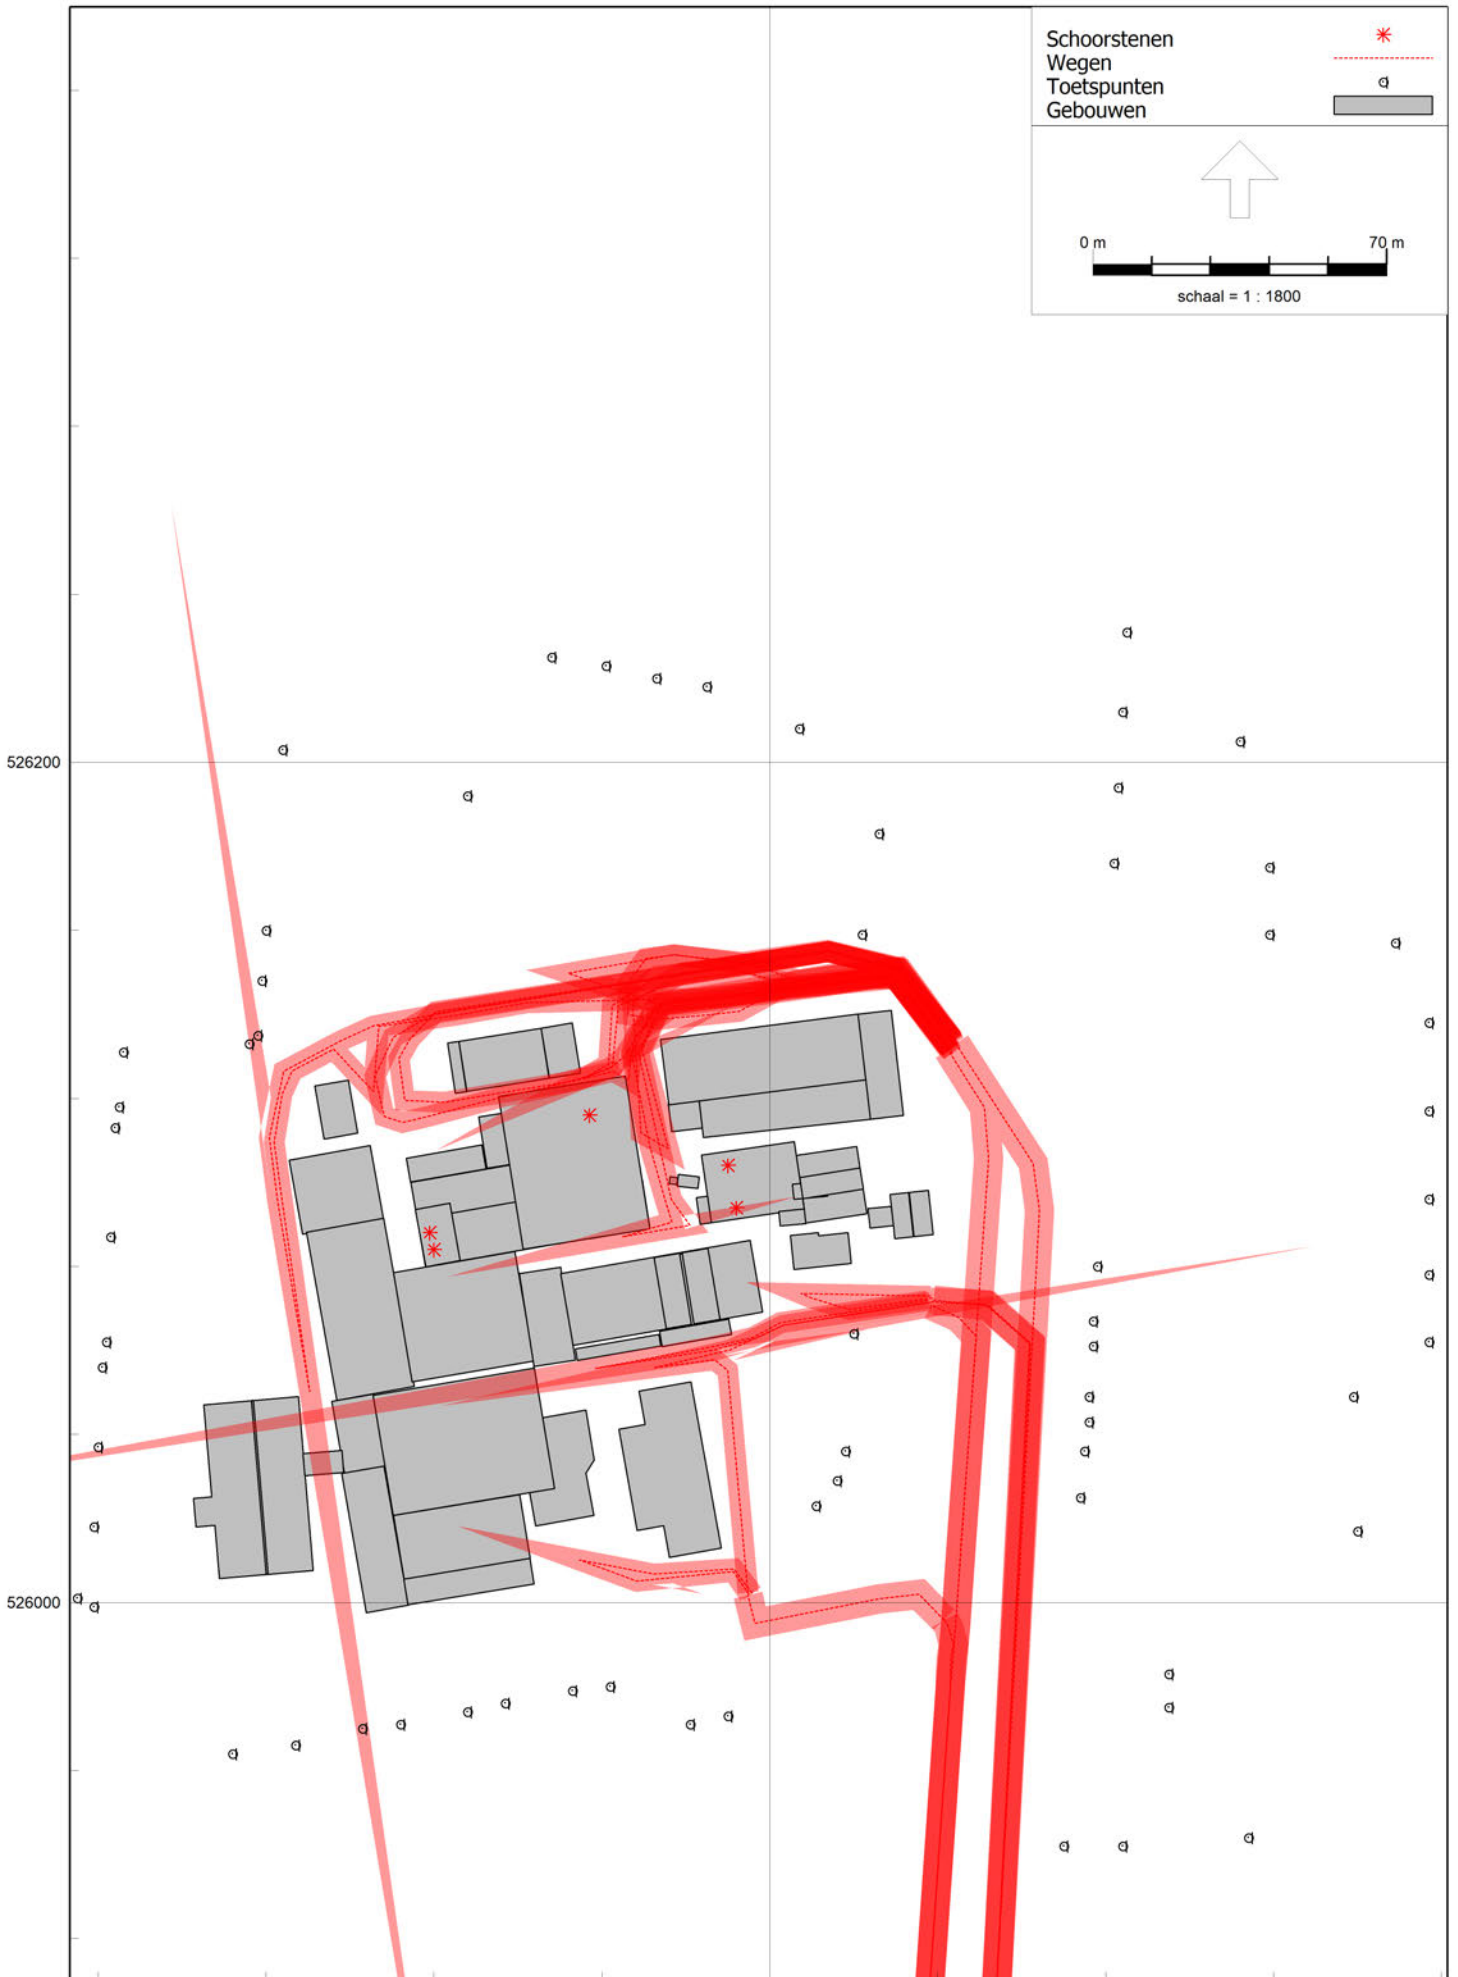 Schoorstenen
Wegen
Toetspunten
Gebouwen
0 m 70 m
schaal = 1 : 1800
526200
526000